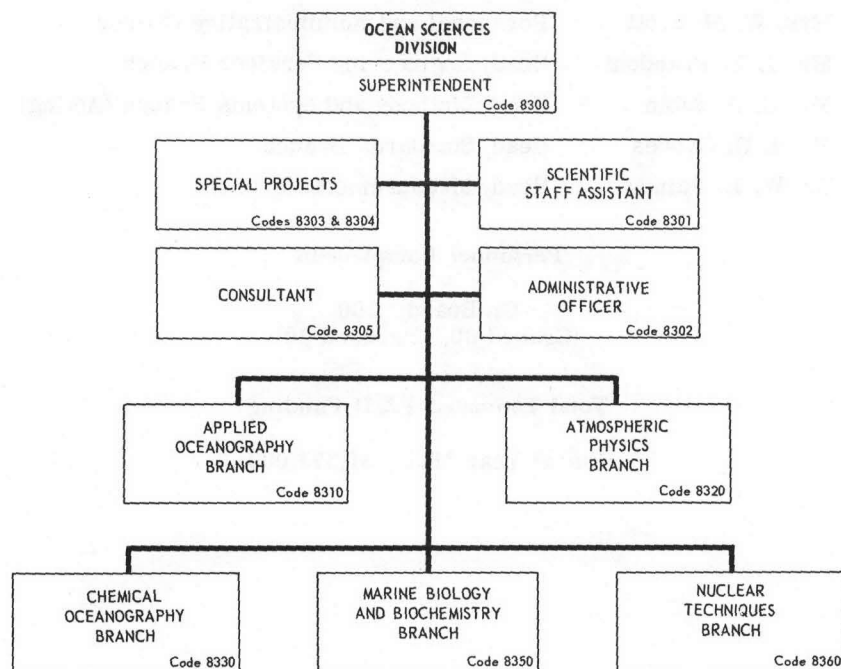 OCEAN SCIENCES
DIVISION
SUPERINTENDENT
Code 8300
SPECIAL PROJECTS
Codes 8303 & 8304
SCIENTIFIC
STAFF ASSISTANT
Code 8301
CONSULTANT
Code 8305
ADMINISTRATIVE
OFFICER
Code 8302
APPLIED
OCEANOGRAPHY
BRANCH
Code 8310
ATMOSPHERIC
PHYSICS
BRANCH
Code 8320
CHEMICAL
OCEANOGRAPHY
BRANCH
Code 8330
MARINE BIOLOGY
AND BIOCHEMISTRY
BRANCH
Code 8350
NUCLEAR
TECHNIQUES
BRANCH
Code 8360